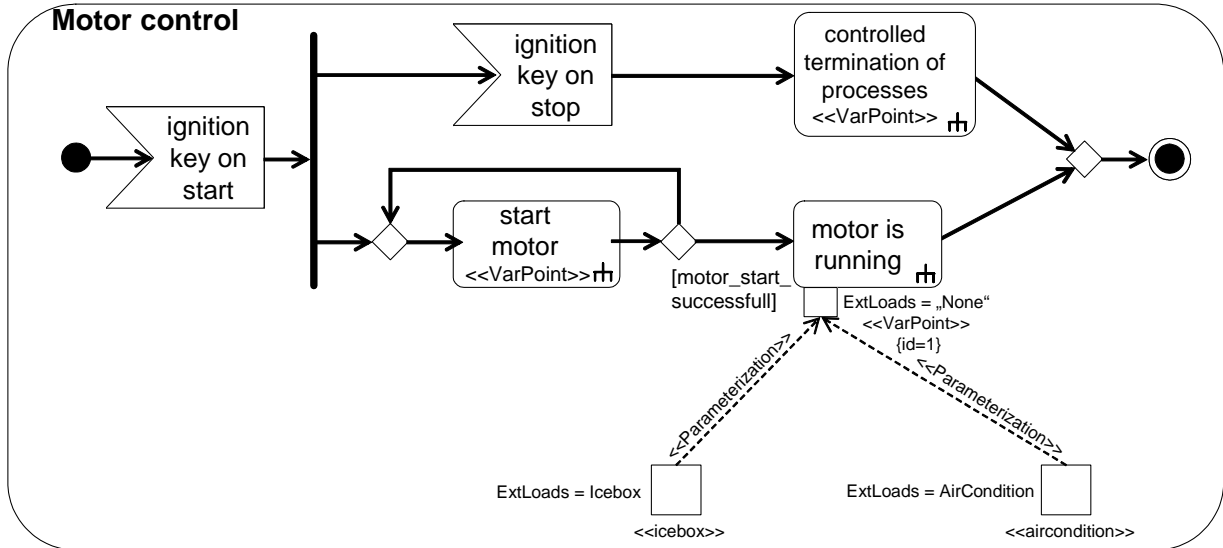 Motor control
ignition
key on
start
ignition
key on
stop
controlled
termination of
processes
<<VarPoint>>
start
motor
<<VarPoint>>
[motor_start_
successfull]
motor is
running
ExtLoads = „None“
<<VarPoint>>
{id=1}
<<Parameterization>>
<<Parameterization>>
ExtLoads = Icebox
<<icebox>>
ExtLoads = AirCondition
<<aircondition>>